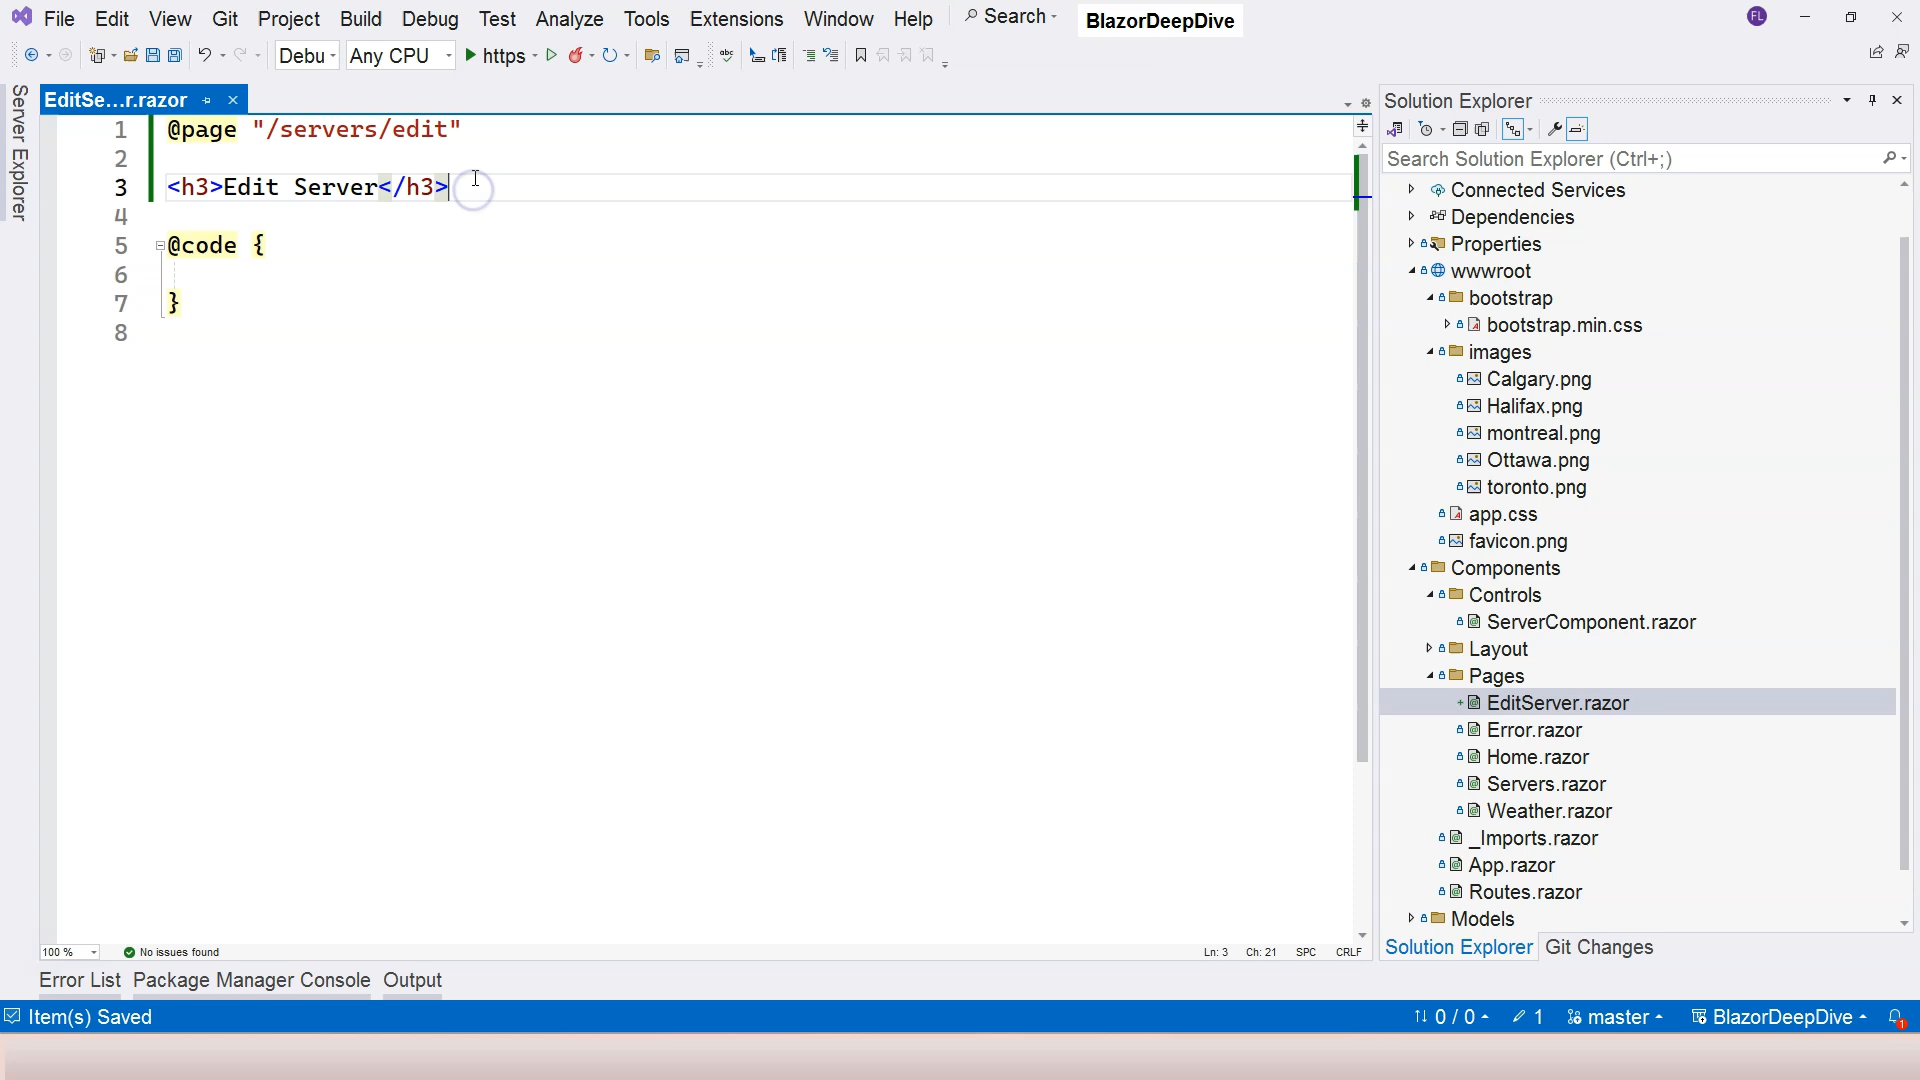 File Edit View Git Project Build Debug Test Analyze Tools Extensions Window Help Search BlazorDeepDive FL
Debu Any CPU https abc
Server Explorer
EditSe...r.razor
1 @page "/servers/edit"
2
3 <h3>Edit Server</h3>
4
5 @code {
6
7 }
8
100 % No issues found Ln: 3 Ch: 21 SPC CRLF
Solution Explorer
Search Solution Explorer (Ctrl+;)
Connected Services
Dependencies
Properties
wwwroot
bootstrap
bootstrap.min.css
images
Calgary.png
Halifax.png
montreal.png
Ottawa.png
toronto.png
app.css
favicon.png
Components
Controls
ServerComponent.razor
Layout
Pages
EditServer.razor
Error.razor
Home.razor
Servers.razor
Weather.razor
_Imports.razor
App.razor
Routes.razor
Models
Solution Explorer Git Changes
Error List Package Manager Console Output
Item(s) Saved 0 / 0 1 master BlazorDeepDive 1